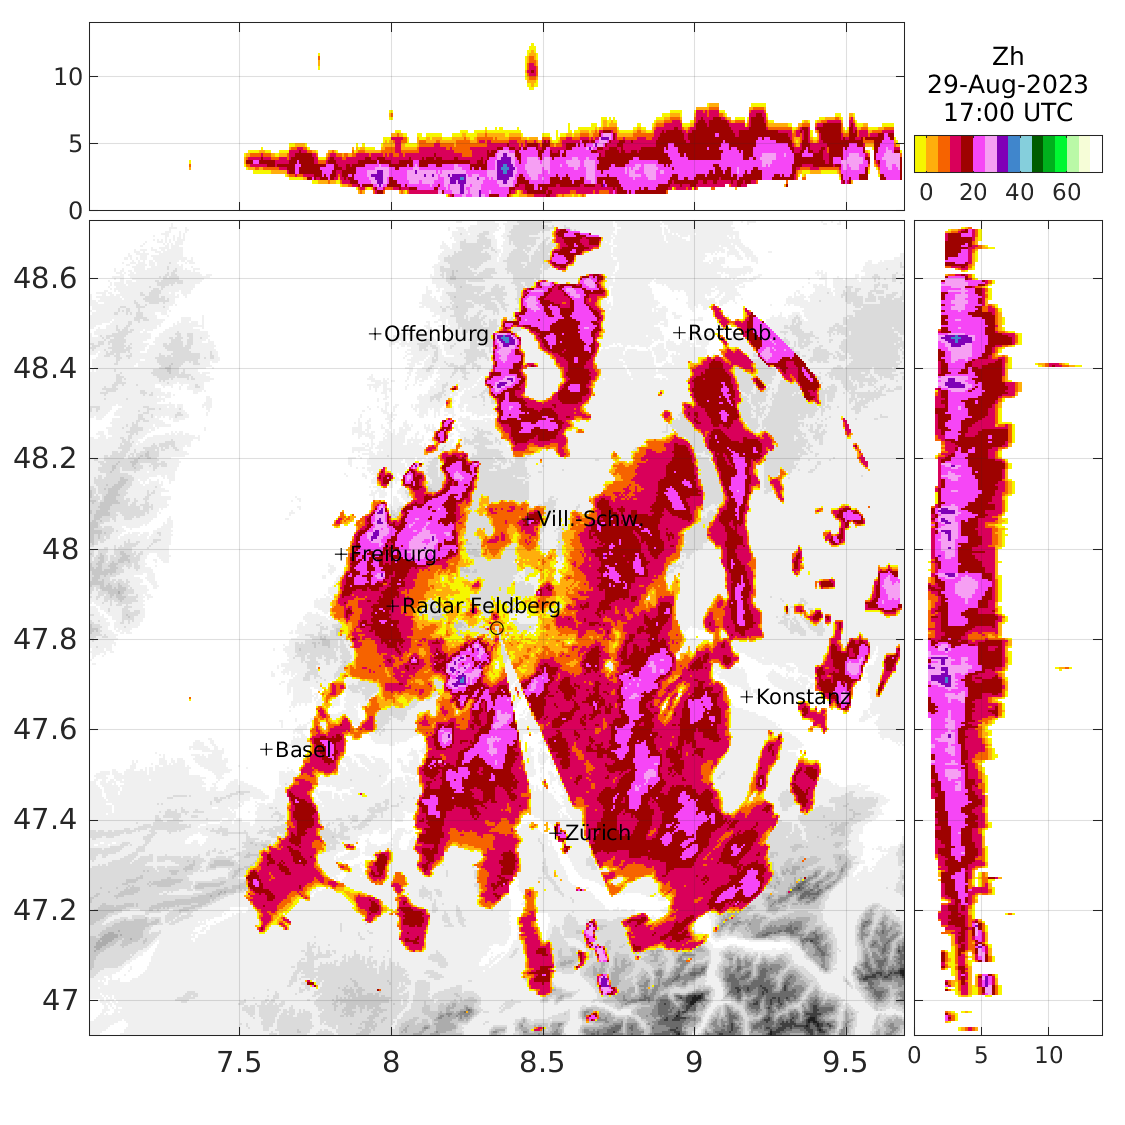 10
5
0
Zh
29-Aug-2023
17:00 UTC
0 20 40 60
48.6
48.4
48.2
48
47.8
47.6
47.4
47.2
47
+Offenburg
+Rottenb.
+Vill.-Schw.
+Freiburg
+Radar Feldberg
+Konstanz
+Basel
+Zürich
7.5 8 8.5 9 9.5
0 5 10